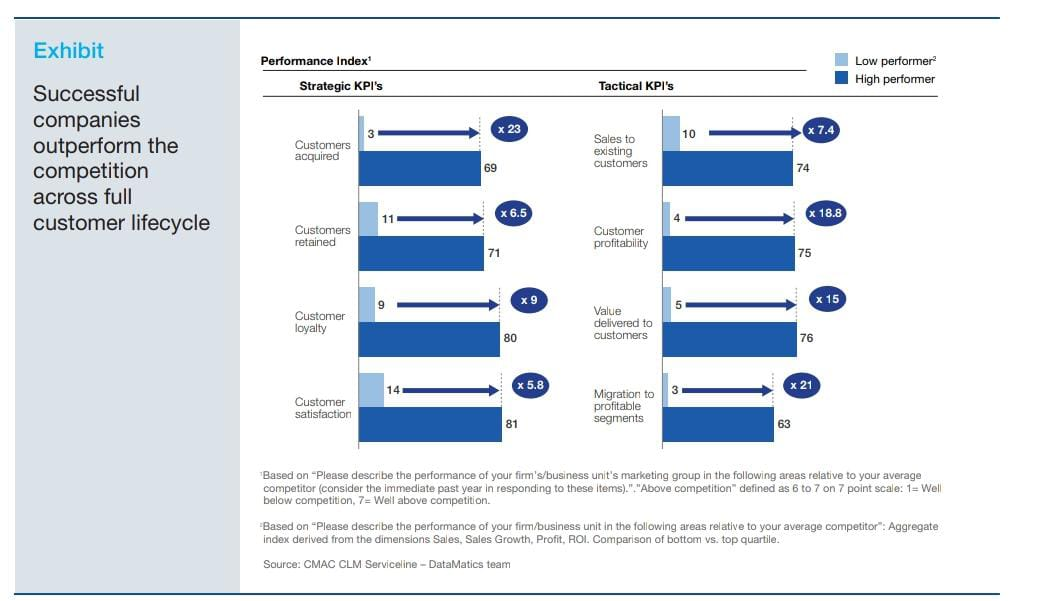 Exhibit
Successful
companies
outperform the
competition
across full
customer lifecycle
Performance Index¹
Low performer²
High performer
Strategic KPI's
Tactical KPI's
Customers
acquired
3
x 23
69
Customers
retained
11
x 6.5
71
Customer
loyalty
9
x 9
80
Customer
satisfaction
14
x 5.8
81
Sales to
existing
customers
10
x 7.4
74
Customer
profitability
4
x 18.8
75
Value
delivered to
customers
5
x 15
76
Migration to
profitable
segments
3
x 21
63
¹Based on “Please describe the performance of your firm's/business unit's marketing group in the following areas relative to your average
competitor (consider the immediate past year in responding to these items).”.“Above competition” defined as 6 to 7 on 7 point scale: 1= Well
below competition, 7= Well above competition.
²Based on “Please describe the performance of your firm/business unit in the following areas relative to your average competitor”: Aggregate
index derived from the dimensions Sales, Sales Growth, Profit, ROI. Comparison of bottom vs. top quartile.
Source: CMAC CLM Serviceline – DataMatics team